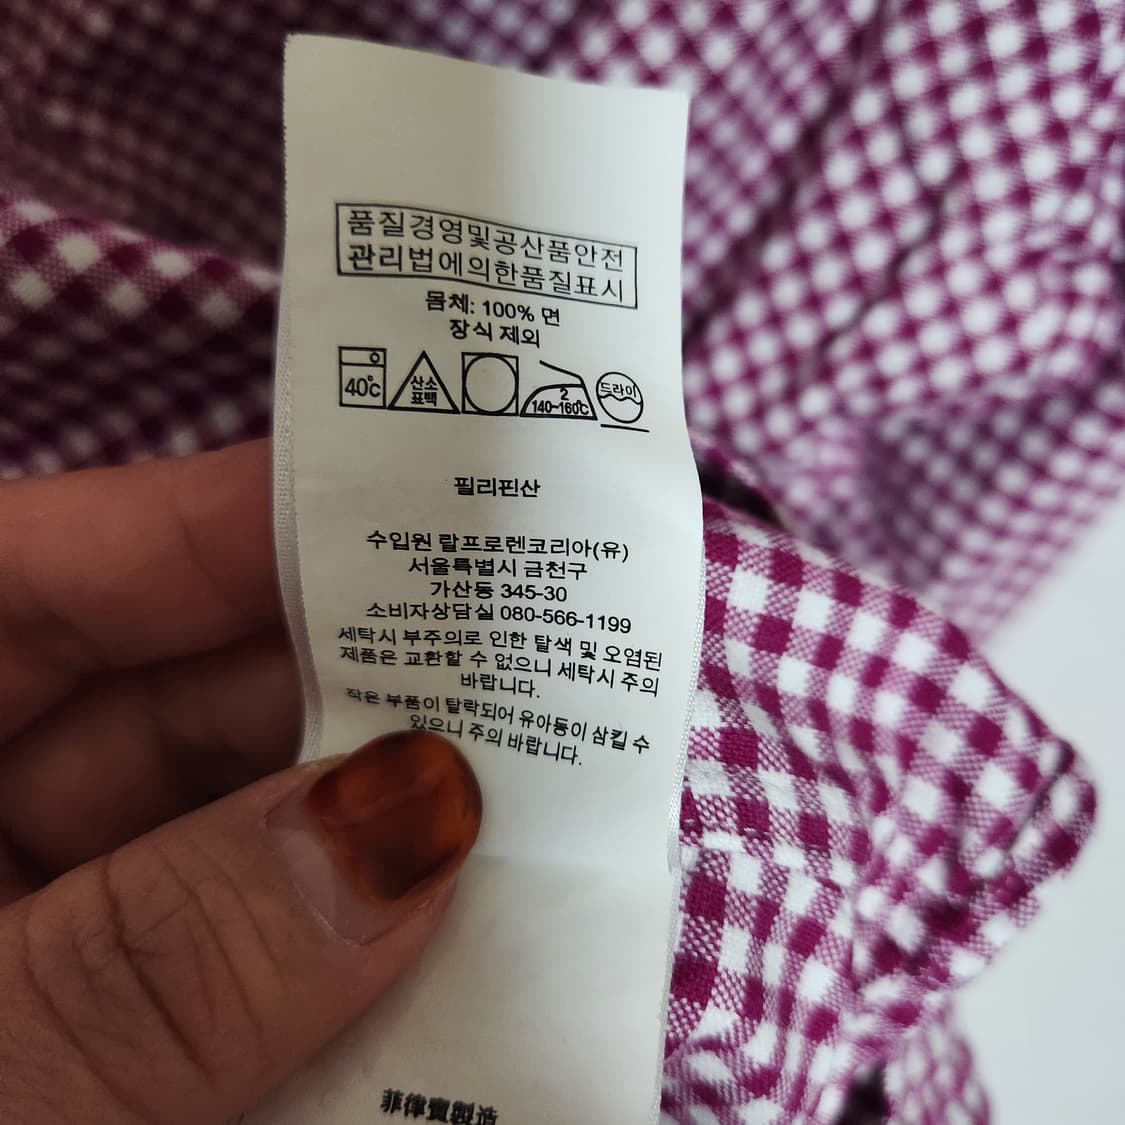 품질경영및공산품안전
관리법에의한품질표시
몸체: 100% 면
장식 제외
40°C
산소
표백
2
140~160°C
드라이
필리핀산
수입원 랄프로렌코리아(유)
서울특별시 금천구
가산동 345-30
소비자상담실 080-566-1199
세탁시 부주의로 인한 탈색 및 오염된
제품은 교환할 수 없으니 세탁시 주의
바랍니다.
작은 부품이 탈락되어 유아등이 삼킬 수
있으니 주의 바랍니다.
菲律賓製造